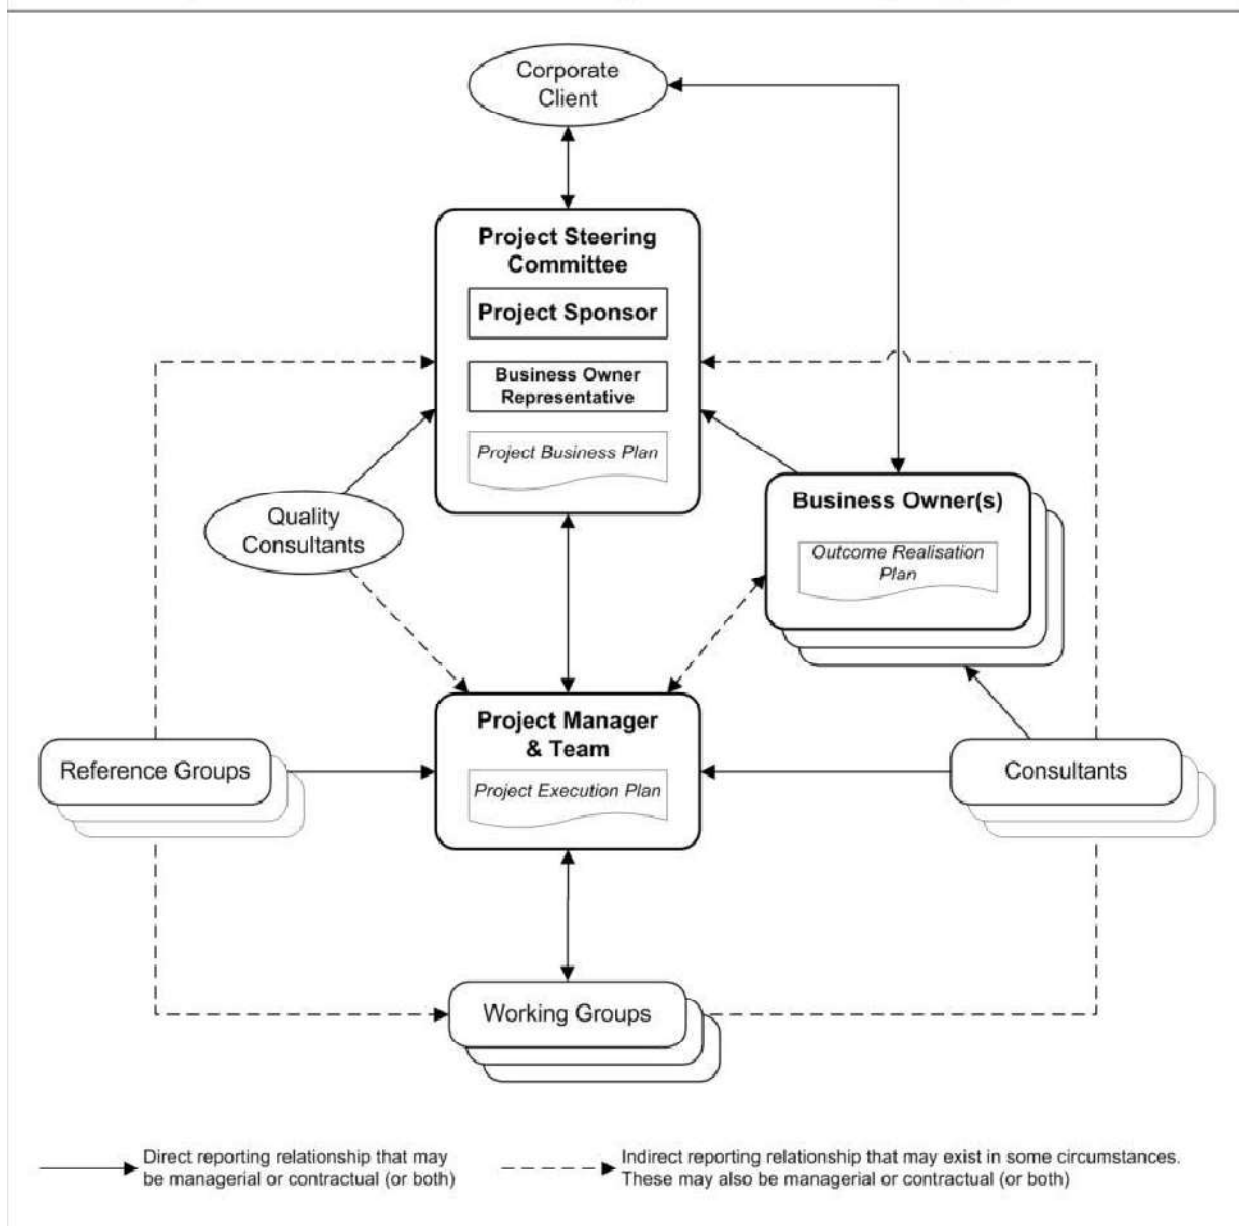 Corporate
Client
Project Steering
Committee
Project Sponsor
Business Owner
Representative
Project Business Plan
Quality
Consultants
Business Owner(s)
Outcome Realisation
Plan
Project Manager
& Team
Project Execution Plan
Reference Groups
Consultants
Working Groups
Direct reporting relationship that may
be managerial or contractual (or both)
Indirect reporting relationship that may exist in some circumstances.
These may also be managerial or contractual (or both)